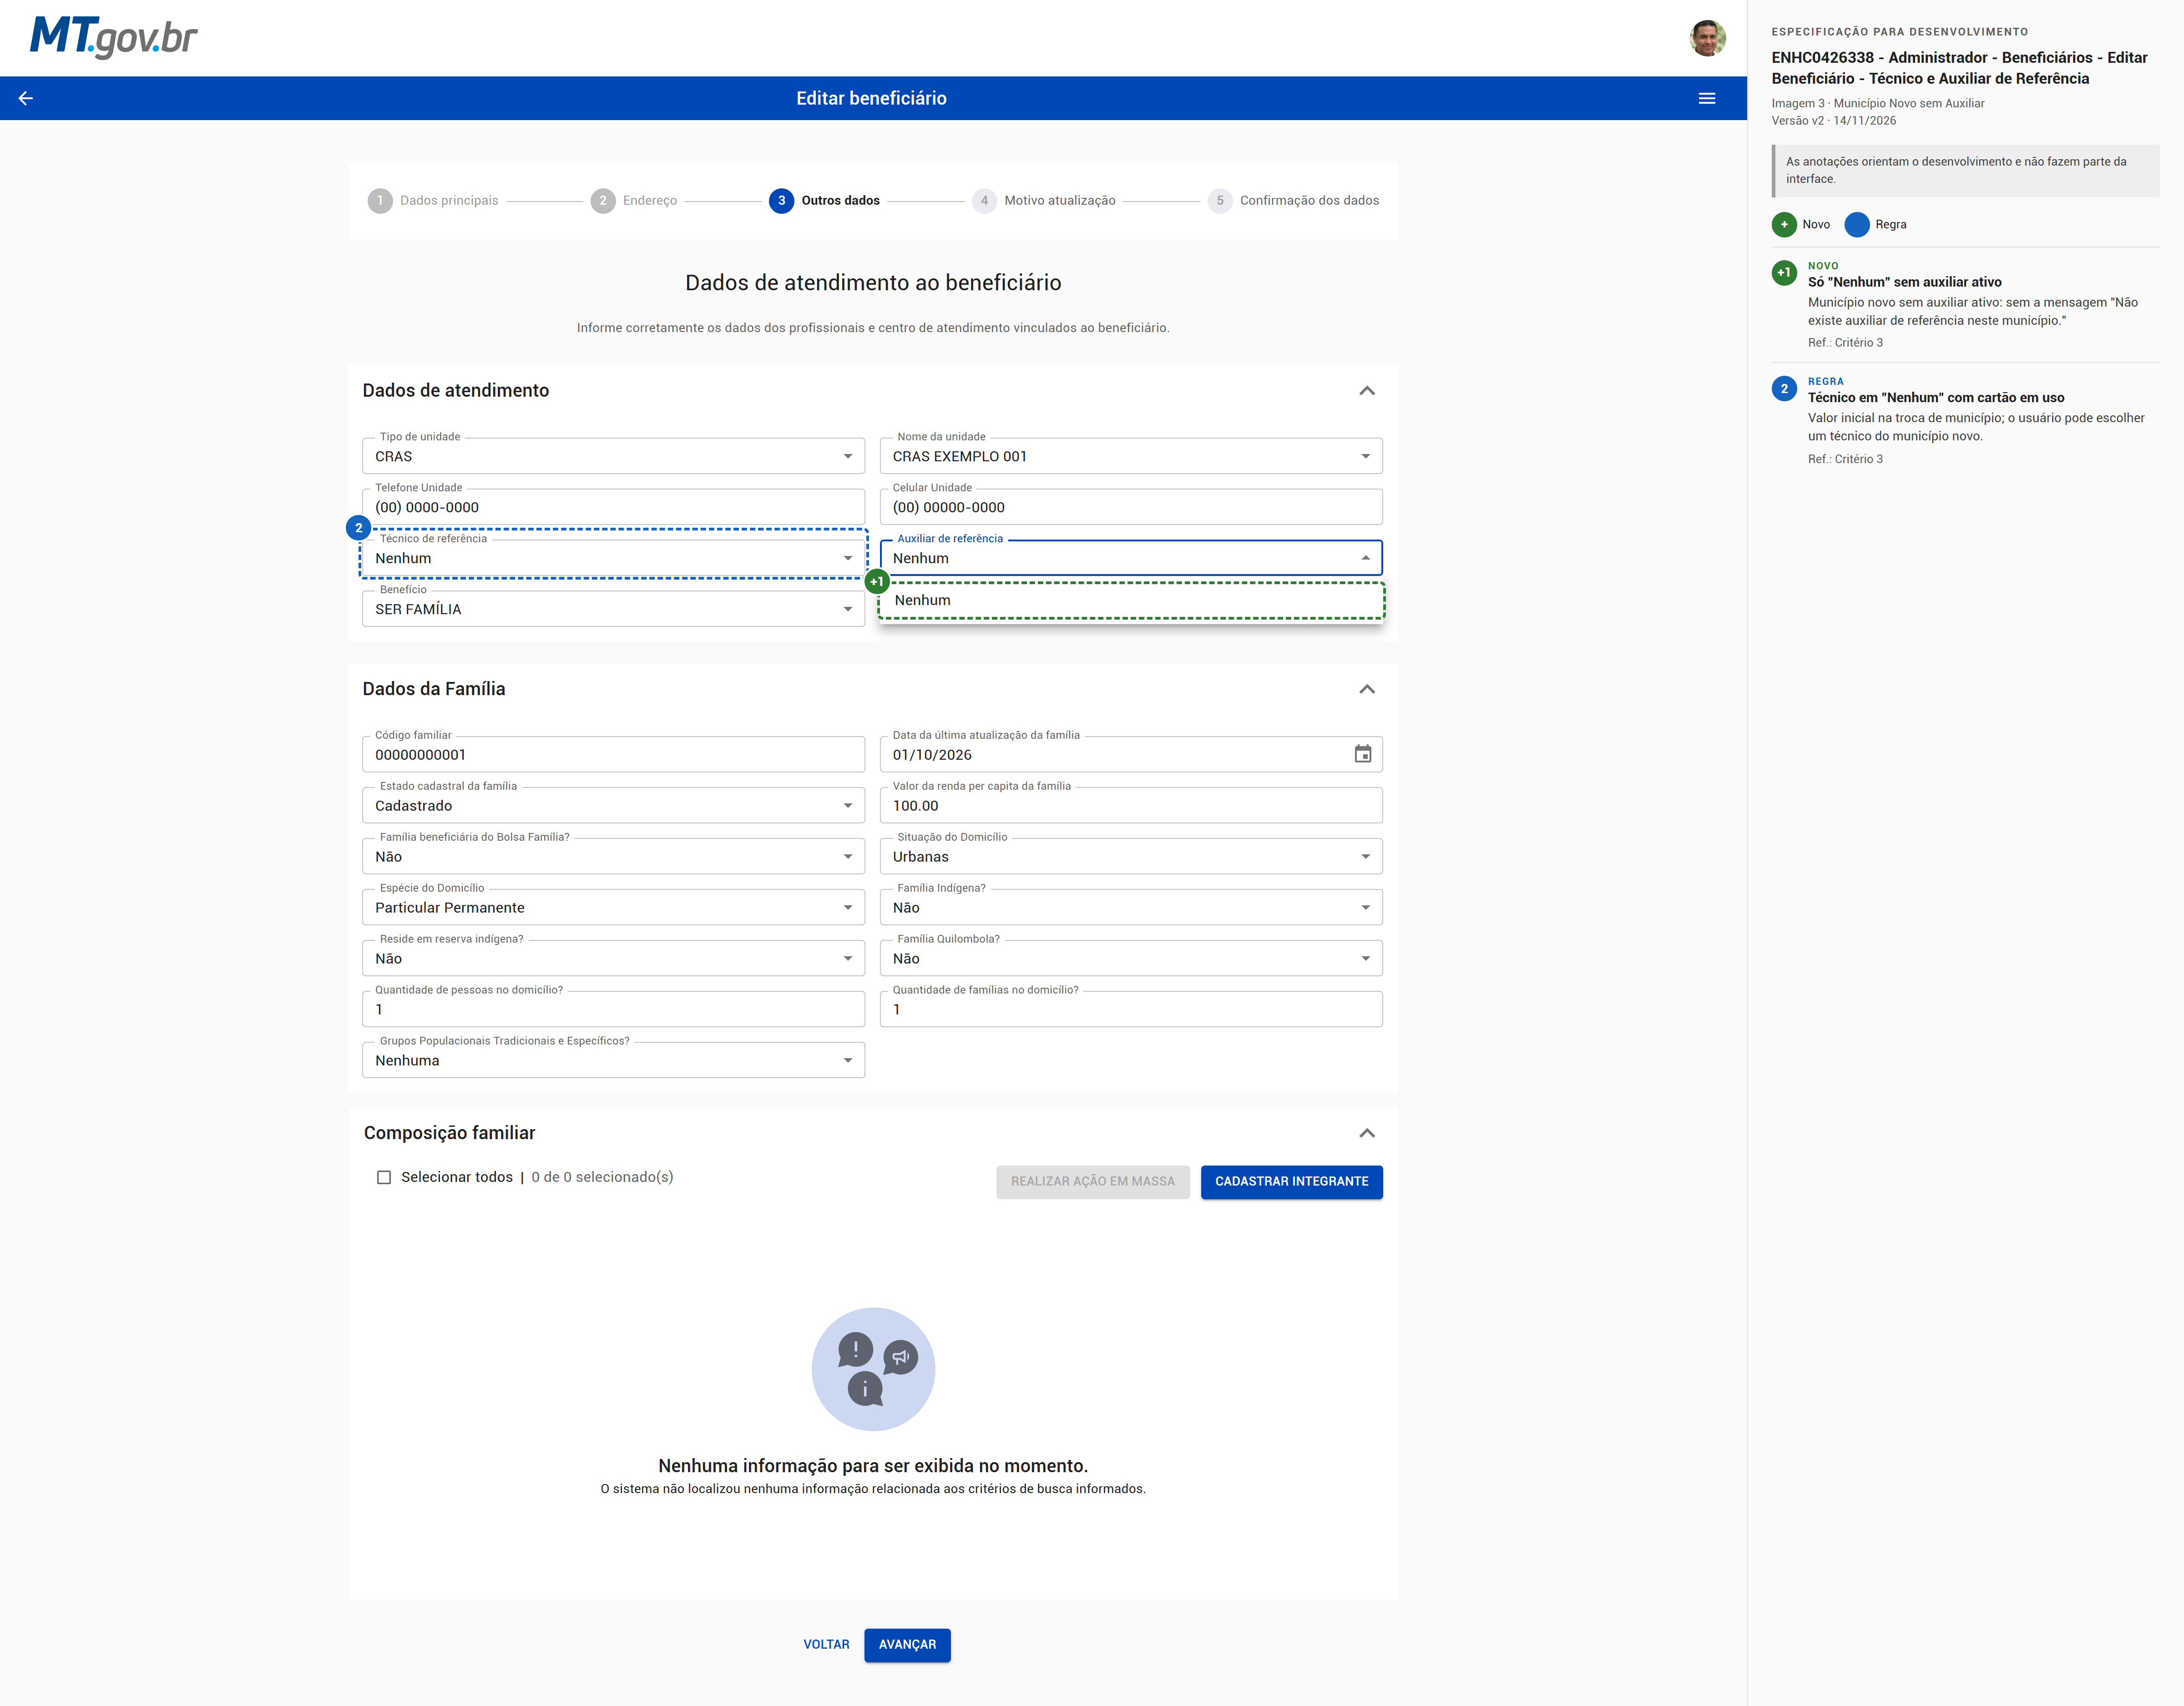 MT.gov.br
Editar beneficiário
1 Dados principais
2 Endereço
3 Outros dados
4 Motivo atualização
5 Confirmação dos dados
Dados de atendimento ao beneficiário
Informe corretamente os dados dos profissionais e centro de atendimento vinculados ao beneficiário.
Dados de atendimento
Tipo de unidade
CRAS
Nome da unidade
CRAS EXEMPLO 001
Telefone Unidade
(00) 0000-0000
Celular Unidade
(00) 00000-0000
2
Técnico de referência
Nenhum
Auxiliar de referência
Nenhum
+1
Nenhum
Benefício
SER FAMÍLIA
Dados da Família
Código familiar
00000000001
Data da última atualização da família
01/10/2026
Estado cadastral da família
Cadastrado
Valor da renda per capita da família
100.00
Família beneficiária do Bolsa Família?
Não
Situação do Domicílio
Urbanas
Espécie do Domicílio
Particular Permanente
Família Indígena?
Não
Reside em reserva indígena?
Não
Família Quilombola?
Não
Quantidade de pessoas no domicílio?
1
Quantidade de famílias no domicílio?
1
Grupos Populacionais Tradicionais e Específicos?
Nenhuma
Composição familiar
Selecionar todos | 0 de 0 selecionado(s)
REALIZAR AÇÃO EM MASSA
CADASTRAR INTEGRANTE
Nenhuma informação para ser exibida no momento.
O sistema não localizou nenhuma informação relacionada aos critérios de busca informados.
VOLTAR
AVANÇAR
ESPECIFICAÇÃO PARA DESENVOLVIMENTO
ENHC0426338 - Administrador - Beneficiários - Editar
Beneficiário - Técnico e Auxiliar de Referência
Imagem 3 · Município Novo sem Auxiliar
Versão v2 · 14/11/2026
As anotações orientam o desenvolvimento e não fazem parte da
interface.
+ Novo
Regra
+1
NOVO
Só "Nenhum" sem auxiliar ativo
Município novo sem auxiliar ativo: sem a mensagem "Não
existe auxiliar de referência neste município."
Ref.: Critério 3
2
REGRA
Técnico em "Nenhum" com cartão em uso
Valor inicial na troca de município; o usuário pode escolher
um técnico do município novo.
Ref.: Critério 3